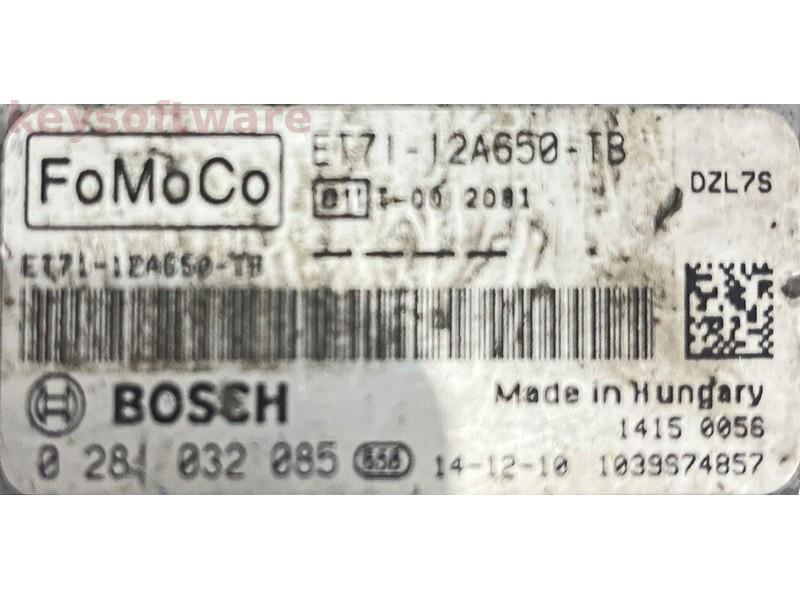 keysoftware
FoMoCo
ET71-12A650-TB
2081
DZL7S
ET71-12A650-TB
BOSCH
Made in Hungary
1415 0056
0 281 032 085
14-12-10 1039S74857